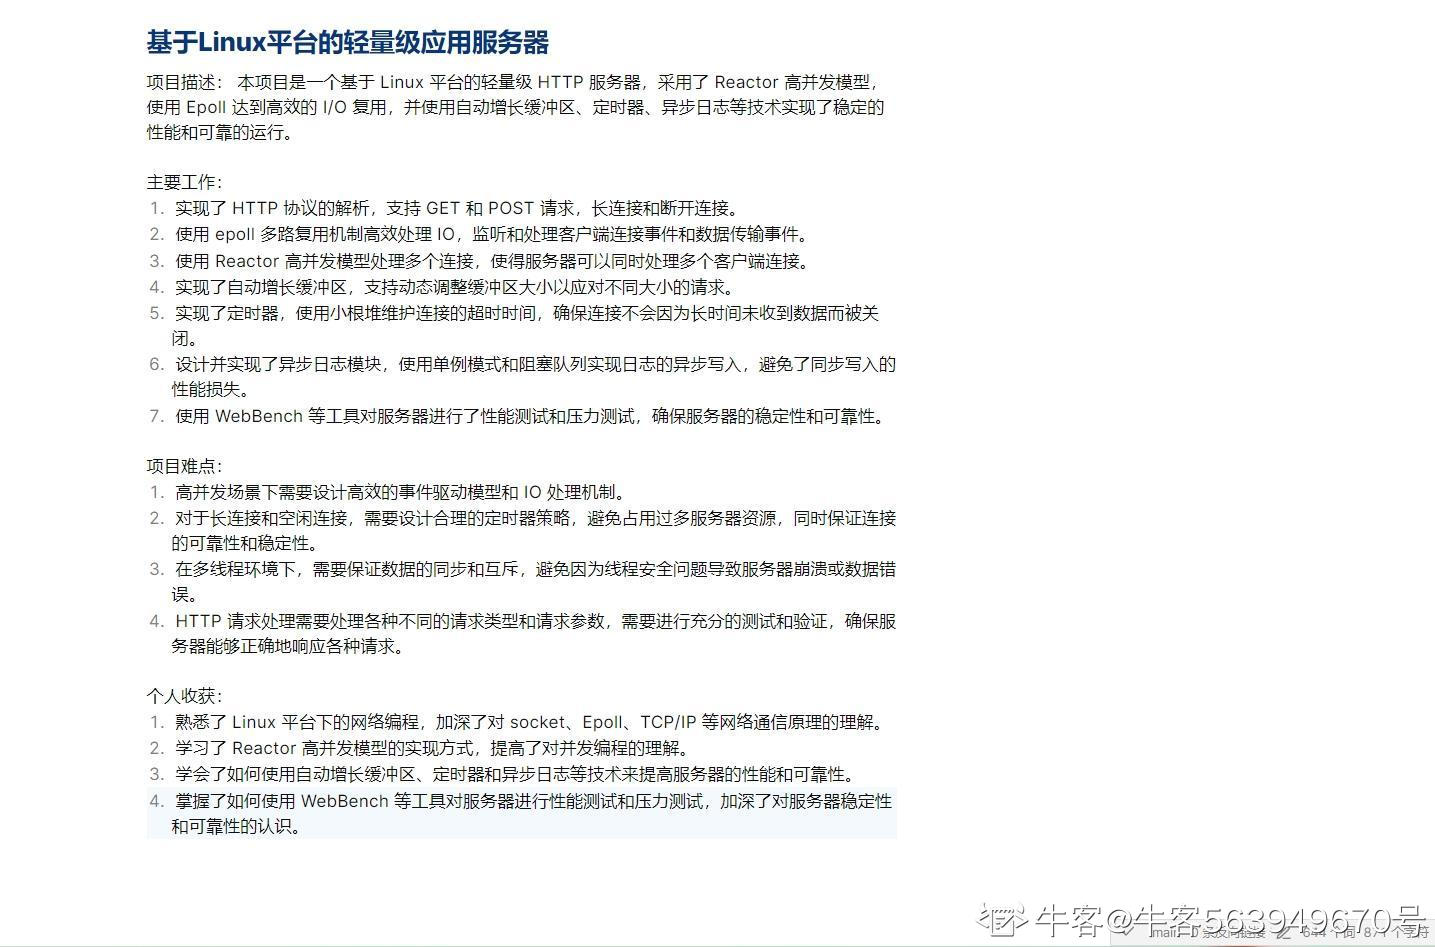 基于Linux平台的轻量级应用服务器
项目描述： 本项目是一个基于 Linux 平台的轻量级 HTTP 服务器，采用了 Reactor 高并发模型，
使用 Epoll 达到高效的 I/O 复用，并使用自动增长缓冲区、定时器、异步日志等技术实现了稳定的
性能和可靠的运行。
主要工作：
1. 实现了 HTTP 协议的解析，支持 GET 和 POST 请求，长连接和断开连接。
2. 使用 epoll 多路复用机制高效处理 IO，监听和处理客户端连接事件和数据传输事件。
3. 使用 Reactor 高并发模型处理多个连接，使得服务器可以同时处理多个客户端连接。
4. 实现了自动增长缓冲区，支持动态调整缓冲区大小以应对不同大小的请求。
5. 实现了定时器，使用小根堆维护连接的超时时间，确保连接不会因为长时间未收到数据而被关
闭。
6. 设计并实现了异步日志模块，使用单例模式和阻塞队列实现日志的异步写入，避免了同步写入的
性能损失。
7. 使用 WebBench 等工具对服务器进行了性能测试和压力测试，确保服务器的稳定性和可靠性。
项目难点：
1. 高并发场景下需要设计高效的事件驱动模型和 IO 处理机制。
2. 对于长连接和空闲连接，需要设计合理的定时器策略，避免占用过多服务器资源，同时保证连接
的可靠性和稳定性。
3. 在多线程环境下，需要保证数据的同步和互斥，避免因为线程安全问题导致服务器崩溃或数据错
误。
4. HTTP 请求处理需要处理各种不同的请求类型和请求参数，需要进行充分的测试和验证，确保服
务器能够正确地响应各种请求。
个人收获：
1. 熟悉了 Linux 平台下的网络编程，加深了对 socket、Epoll、TCP/IP 等网络通信原理的理解。
2. 学习了 Reactor 高并发模型的实现方式，提高了对并发编程的理解。
3. 学会了如何使用自动增长缓冲区、定时器和异步日志等技术来提高服务器的性能和可靠性。
4. 掌握了如何使用 WebBench 等工具对服务器进行性能测试和压力测试，加深了对服务器稳定性
和可靠性的认识。
牛客@牛客563949670号
main 0 条反向链接 644 个词 871 个字符